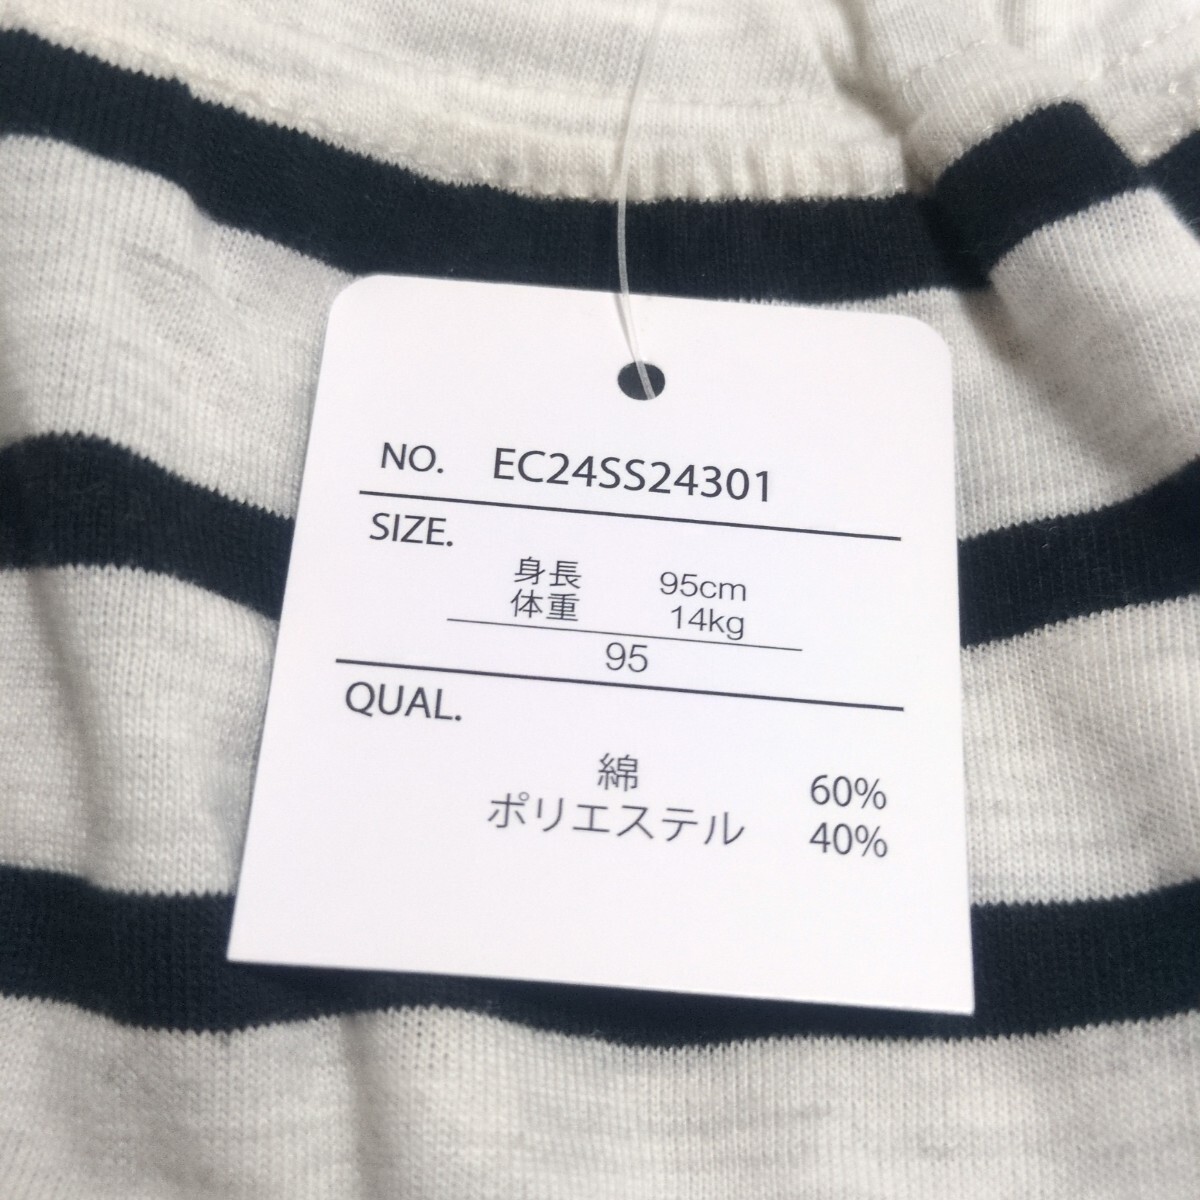 NO. EC24SS24301
SIZE.
身長 95cm
体重 14kg
95
QUAL.
綿 60%
ポリエステル 40%